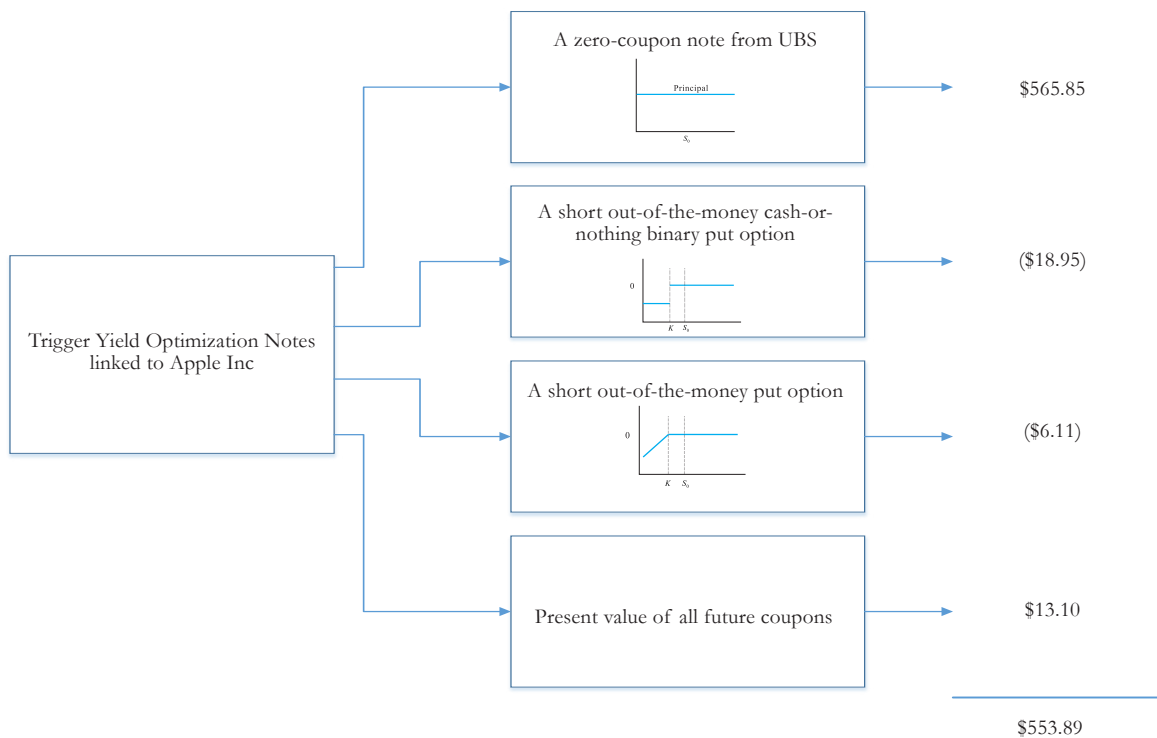 A zero-coupon note from UBS
Principal
S0
$565.85
A short out-of-the-money cash-or-
nothing binary put option
0
K S0
($18.95)
Trigger Yield Optimization Notes
linked to Apple Inc
A short out-of-the-money put option
0
K S0
($6.11)
Present value of all future coupons
$13.10
$553.89